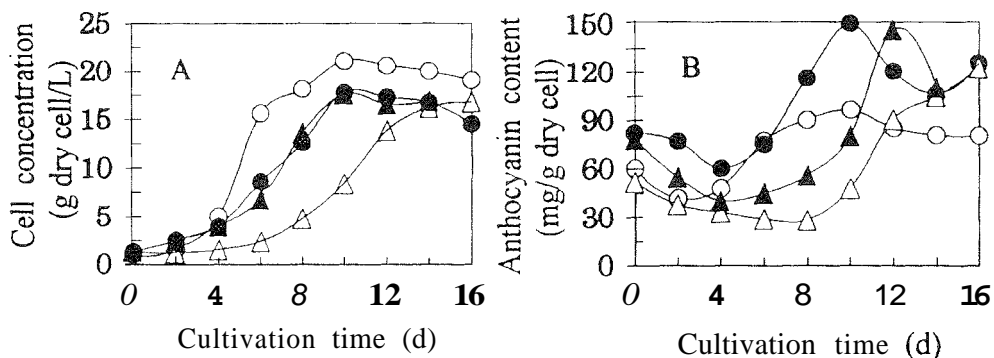 Cell concentration
(g dry cell/L)
25
20
15
10
5
0
A
0 4 8 12 16
Cultivation time (d)
Anthocyanin content
(mg/g dry cell)
150
120
90
60
30
0
B
0 4 8 12 16
Cultivation time (d)